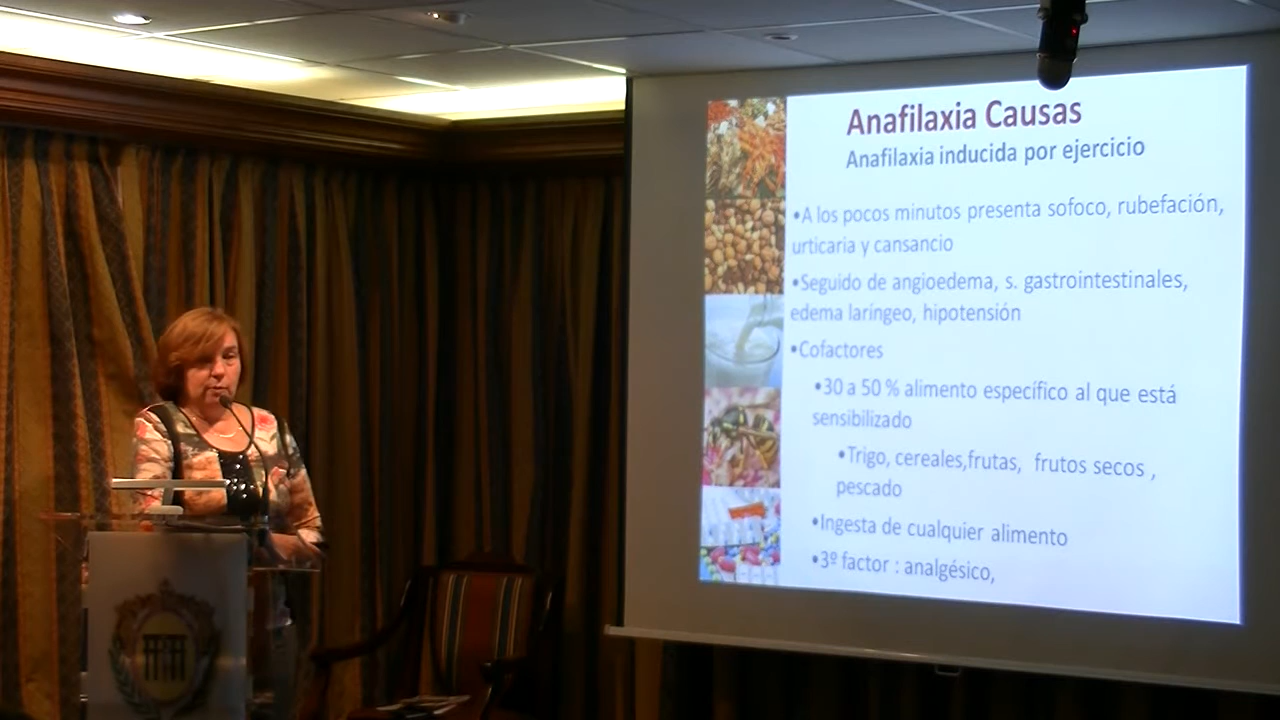 Anafilaxia Causas
Anafilaxia inducida por ejercicio
•A los pocos minutos presenta sofoco, rubefación,
urticaria y cansancio
•Seguido de angioedema, s. gastrointestinales,
edema laríngeo, hipotensión
•Cofactores
•30 a 50 % alimento específico al que está
sensibilizado
•Trigo, cereales,frutas, frutos secos ,
pescado
•Ingesta de cualquier alimento
•3º factor : analgésico,